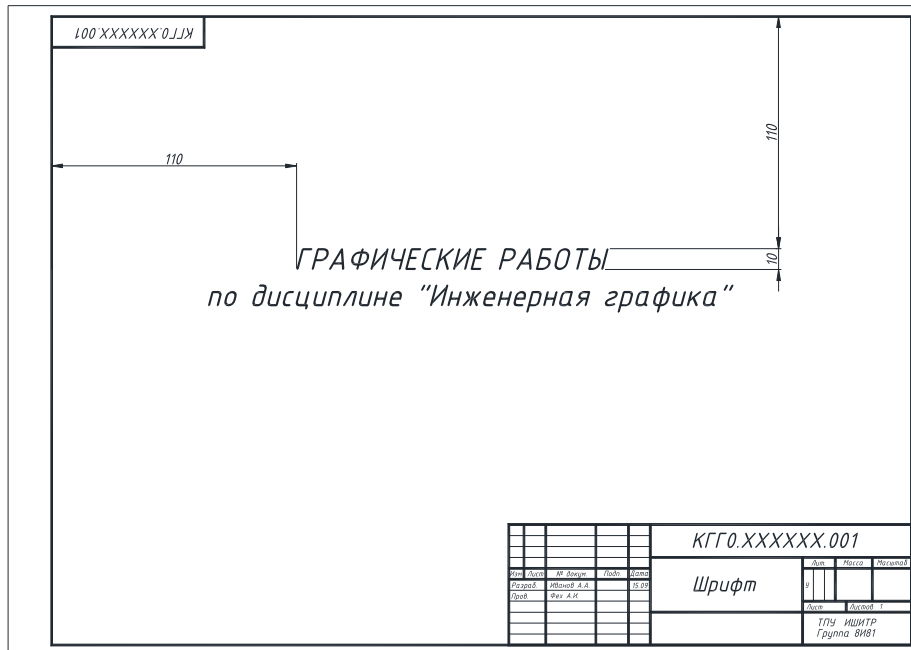 КГГ0.XXXXXX.001
110
110
10
ГРАФИЧЕСКИЕ РАБОТЫ
по дисциплине "Инженерная графика"
КГГ0.XXXXXX.001
Изм Лист № докум. Подп. Дата
Разраб. Иванов А.А. 15.09
Пров. Фех А.И.
Шрифт
Лит. Масса Масштаб
У
Лист Листов 1
ТПУ ИШИТР
Группа 8И81